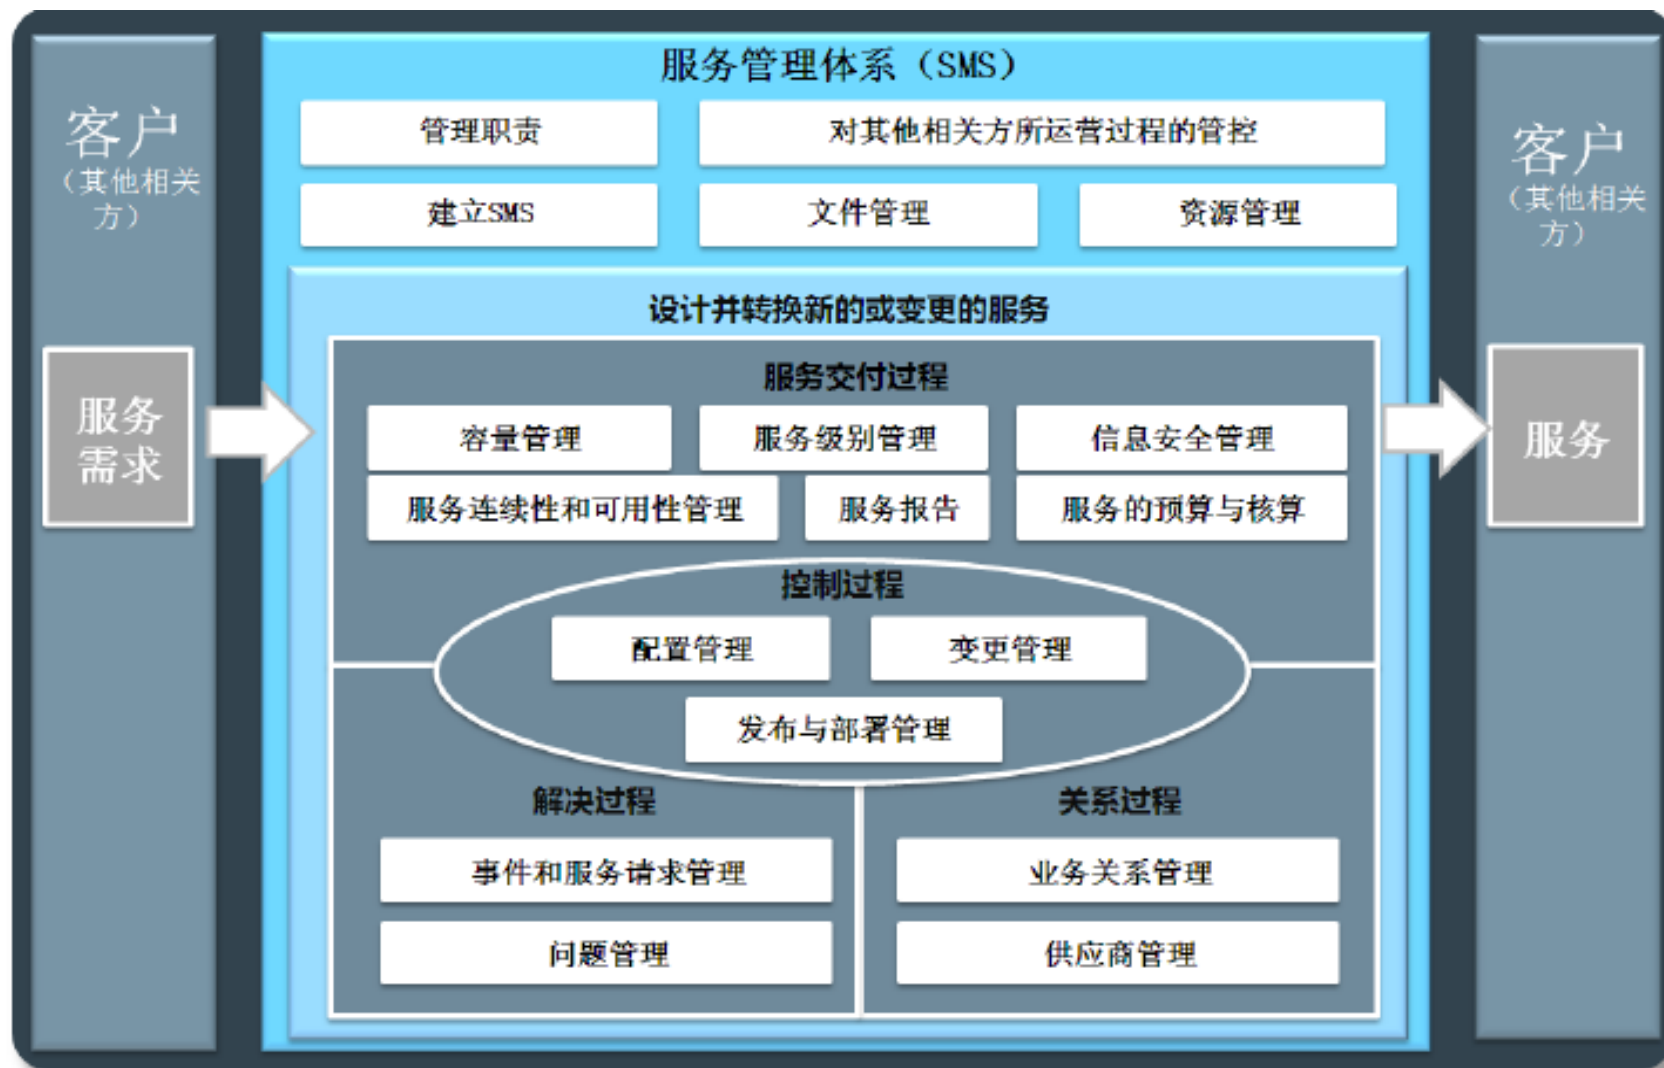 客户
（其他相关
方）
服务
需求
服务管理体系（SMS）
管理职责
对其他相关方所运营过程的管控
建立SMS
文件管理
资源管理
设计并转换新的或变更的服务
服务交付过程
容量管理
服务级别管理
信息安全管理
服务连续性和可用性管理
服务报告
服务的预算与核算
控制过程
配置管理
变更管理
发布与部署管理
解决过程
事件和服务请求管理
问题管理
关系过程
业务关系管理
供应商管理
客户
（其他相关
方）
服务